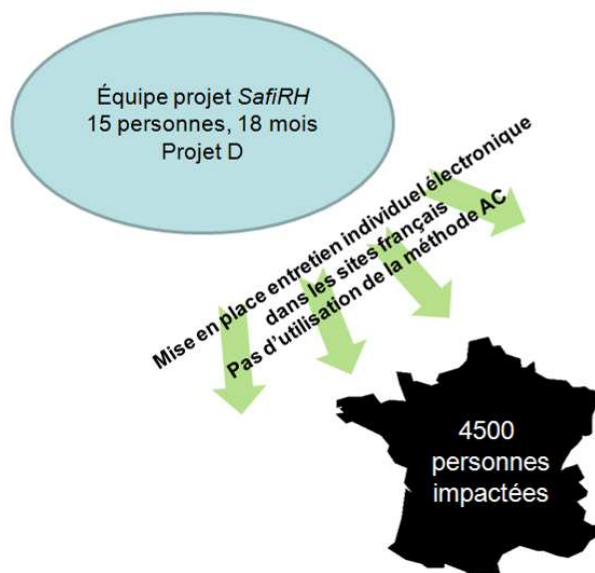 Équipe projet SafiRH
15 personnes, 18 mois
Projet D
Mise en place entretien individuel électronique
dans les sites français
Pas d'utilisation de la méthode AC
4500
personnes
impactées